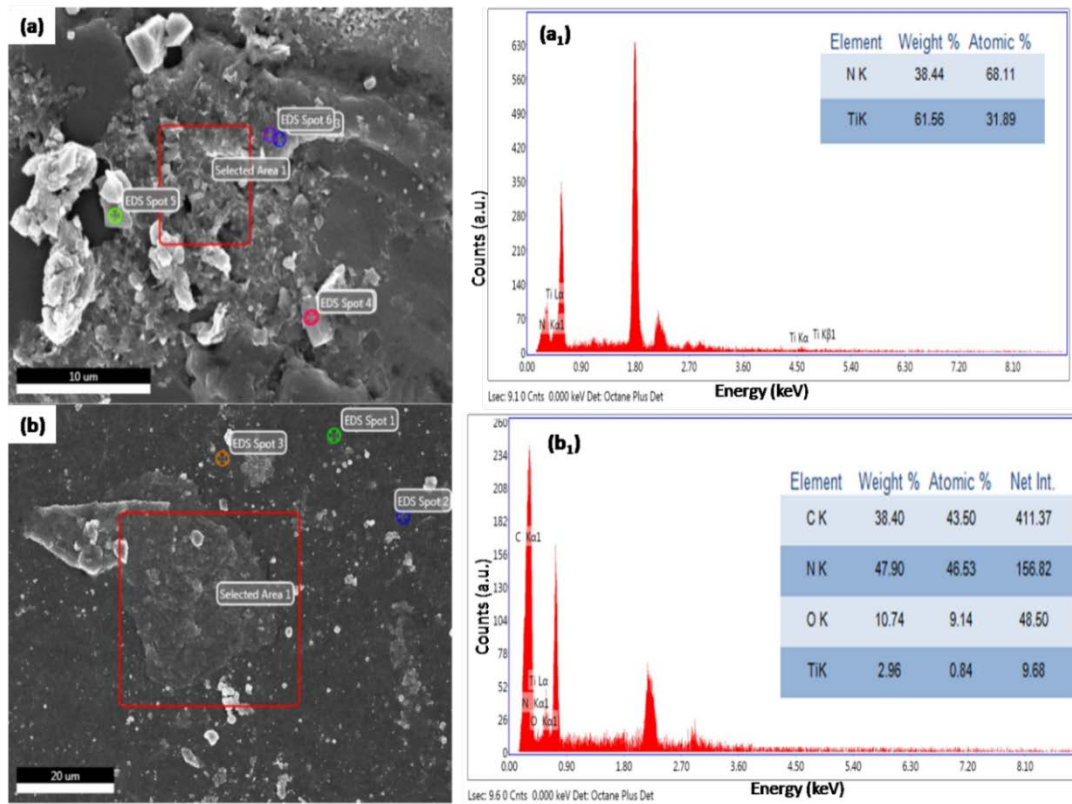 (a)
EDS Spot 6
3
Selected Area 1
EDS Spot 5
EDS Spot 4
10 um
(a1)
Element Weight % Atomic %
N K 38.44 68.11
TiK 61.56 31.89
Counts (a.u.)
630
560
490
420
350
280
210
140
70
0
Ti Lα
N Kα1
Ti Kα
Ti Kβ1
0.00 0.90 1.80 2.70 3.60 4.50 5.40 6.30 7.20 8.10
Energy (keV)
Lsec: 9.1 0 Cnts 0.000 keV Det: Octane Plus Det
(b)
EDS Spot 1
EDS Spot 3
EDS Spot 2
Selected Area 1
20 um
(b1)
Element Weight % Atomic % Net Int.
C K 38.40 43.50 411.37
N K 47.90 46.53 156.82
O K 10.74 9.14 48.50
TiK 2.96 0.84 9.68
Counts (a.u.)
260
234
208
182
156
130
104
78
52
26
0
C Kα1
Ti Lα
N Kα1
O Kα1
0.00 0.90 1.80 2.70 3.60 4.50 5.40 6.30 7.20 8.10
Energy (keV)
Lsec: 9.6 0 Cnts 0.000 keV Det: Octane Plus Det